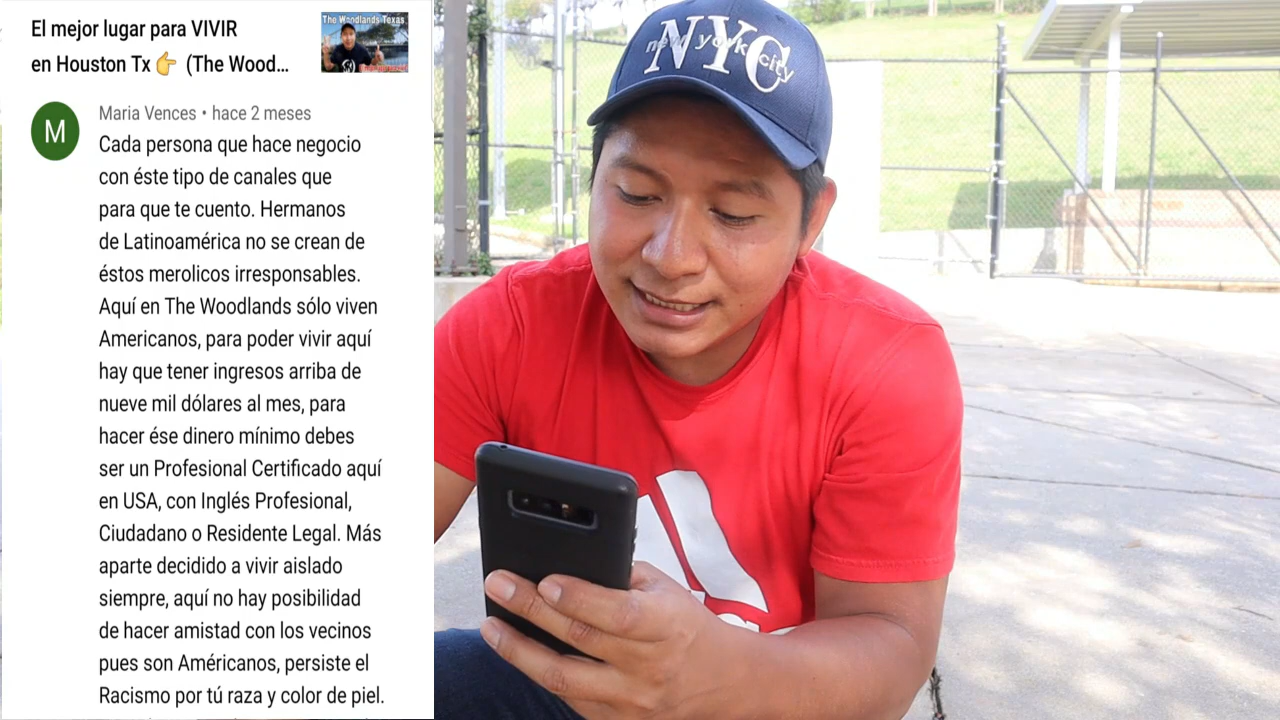 El mejor lugar para VIVIR
en Houston Tx 👉 (The Wood...
The Woodlands Texas
M
Maria Vences • hace 2 meses
Cada persona que hace negocio
con éste tipo de canales que
para que te cuento. Hermanos
de Latinoamérica no se crean de
éstos merolicos irresponsables.
Aquí en The Woodlands sólo viven
Americanos, para poder vivir aquí
hay que tener ingresos arriba de
nueve mil dólares al mes, para
hacer ése dinero mínimo debes
ser un Profesional Certificado aquí
en USA, con Inglés Profesional,
Ciudadano o Residente Legal. Más
aparte decidido a vivir aislado
siempre, aquí no hay posibilidad
de hacer amistad con los vecinos
pues son Américanos, persiste el
Racismo por tú raza y color de piel.
NYC
new york city